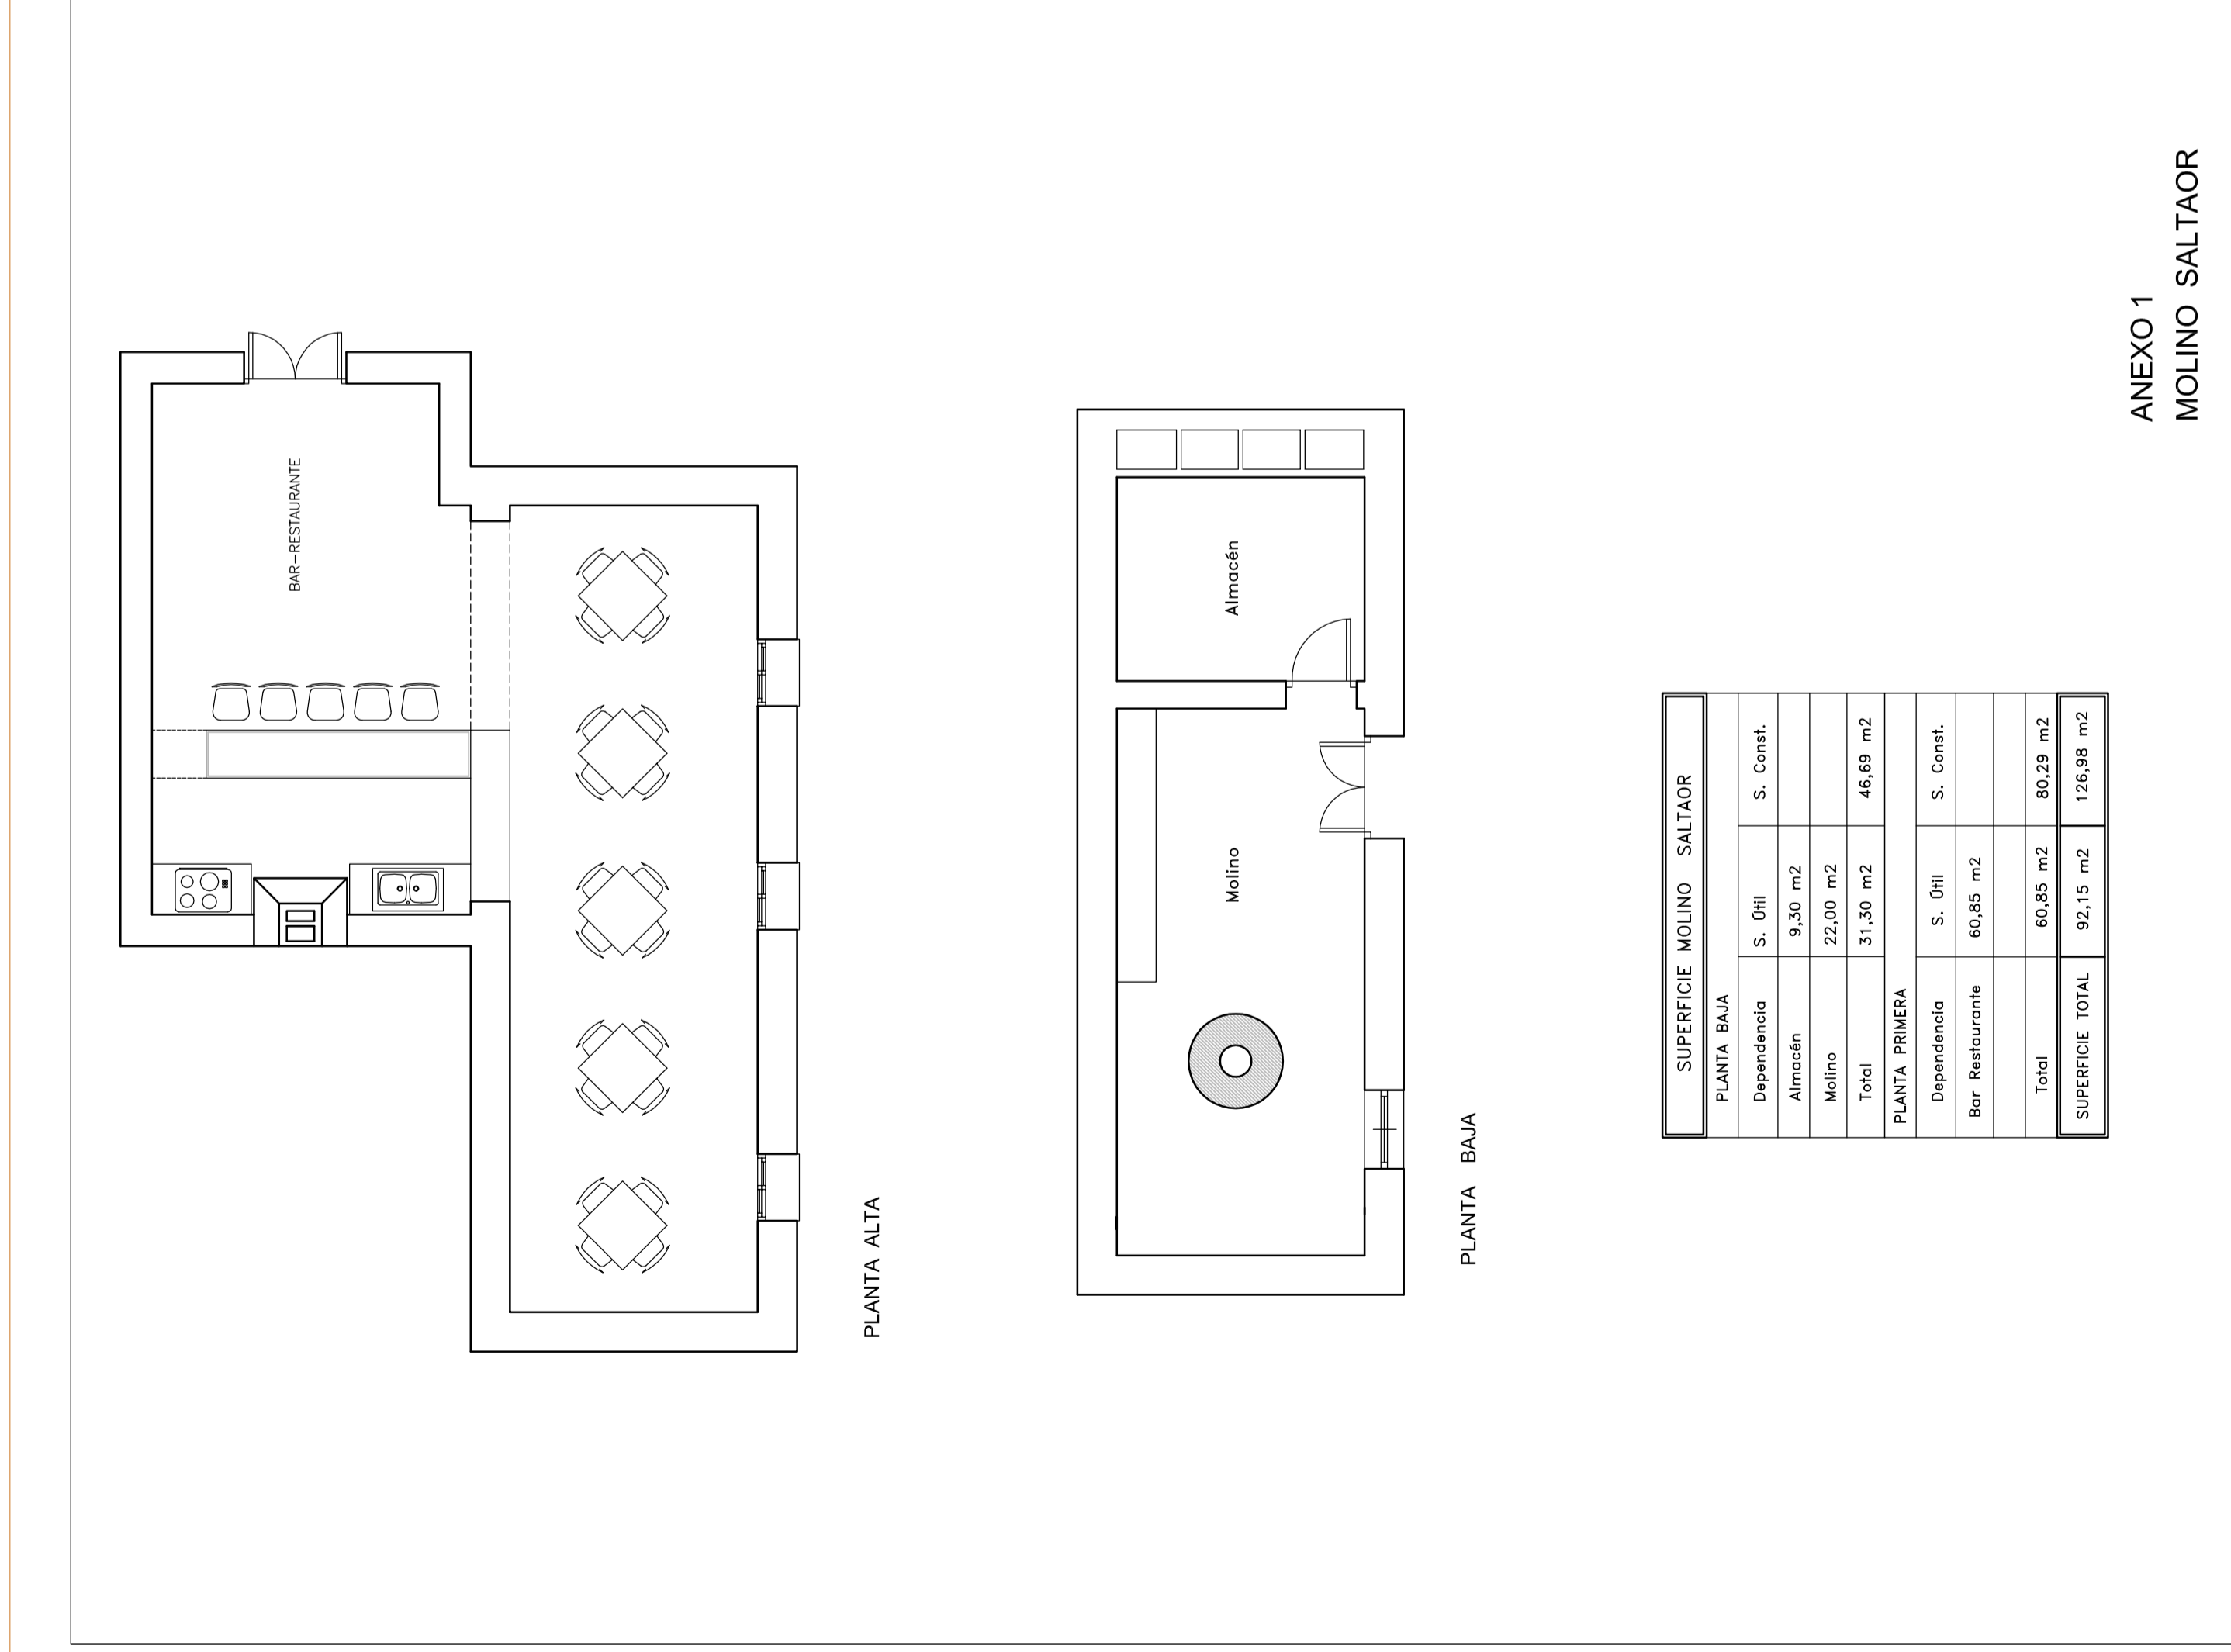 BAR-RESTAURANTE
PLANTA ALTA
Almacén
Molino
PLANTA BAJA
SUPERFICIE MOLINO SALTAOR
PLANTA BAJA
Dependencia S. Útil S. Const.
Almacén 9,30 m2
Molino 22,00 m2
Total 31,30 m2 46,69 m2
PLANTA PRIMERA
Dependencia S. Útil S. Const.
Bar Restaurante 60,85 m2
Total 60,85 m2 80,29 m2
SUPERFICIE TOTAL 92,15 m2 126,98 m2
ANEXO 1
MOLINO SALTAOR